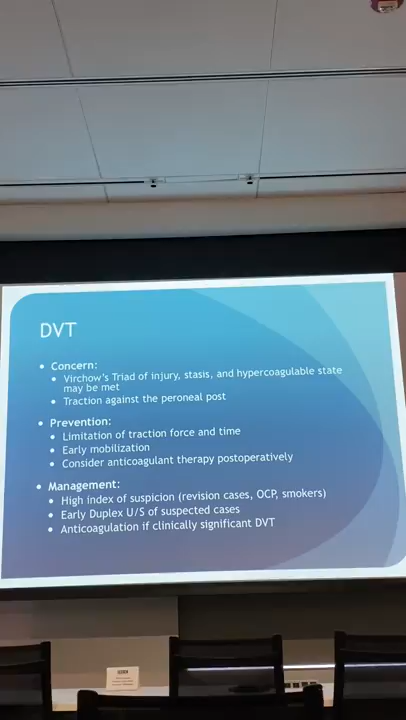 DVT
• Concern:
• Virchow's Triad of injury, stasis, and hypercoagulable state
may be met
• Traction against the peroneal post
• Prevention:
• Limitation of traction force and time
• Early mobilization
• Consider anticoagulant therapy postoperatively
• Management:
• High index of suspicion (revision cases, OCP, smokers)
• Early Duplex U/S of suspected cases
• Anticoagulation if clinically significant DVT